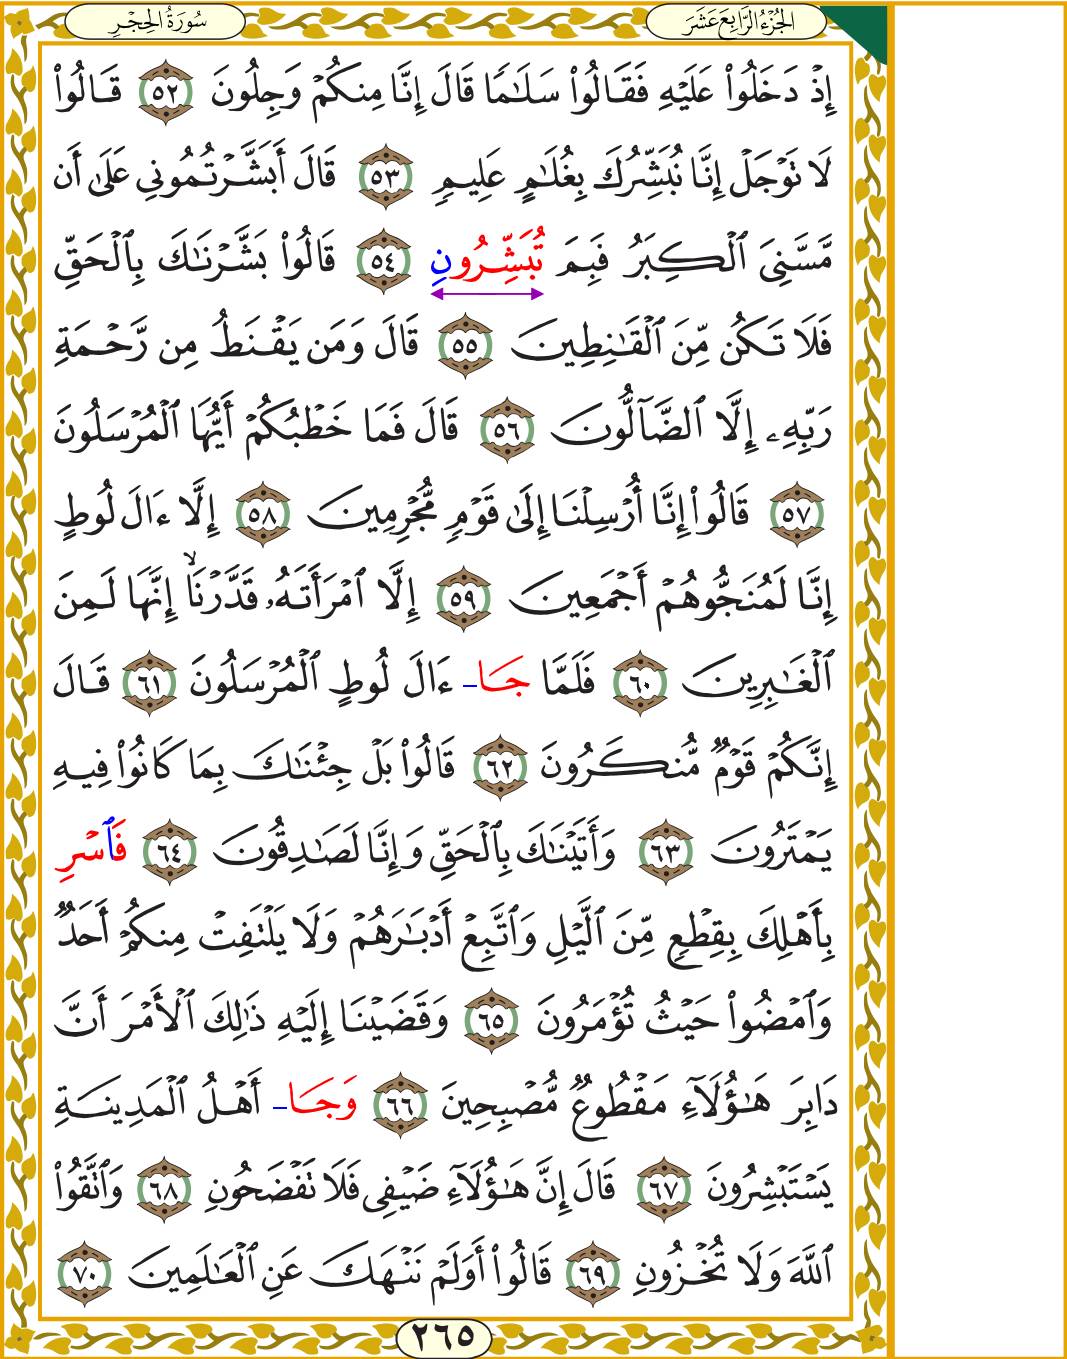 سُورَةُ الحِجْرِ
الجُزْءُ الرَّابِعَ عَشَرَ
إِذْ دَخَلُوا۟ عَلَيْهِ فَقَالُوا۟ سَلَـٰمًا قَالَ إِنَّا مِنكُمْ وَجِلُونَ ٥٢ قَالُوا۟
لَا تَوْجَلْ إِنَّا نُبَشِّرُكَ بِغُلَـٰمٍ عَلِيمٍ ٥٣ قَالَ أَبَشَّرْتُمُونِى عَلَىٰ أَن
مَّسَّنِىَ ٱلْكِبَرُ فَبِمَ تُبَشِّرُونِ ٥٤ قَالُوا۟ بَشَّرْنَـٰكَ بِٱلْحَقِّ
فَلَا تَكُن مِّنَ ٱلْقَـٰنِطِينَ ٥٥ قَالَ وَمَن يَقْنَطُ مِن رَّحْمَةِ
رَبِّهِۦ إِلَّا ٱلضَّآلُّونَ ٥٦ قَالَ فَمَا خَطْبُكُمْ أَيُّهَا ٱلْمُرْسَلُونَ
٥٧ قَالُوا۟ إِنَّا أُرْسِلْنَا إِلَىٰ قَوْمٍ مُّجْرِمِينَ ٥٨ إِلَّا ءَالَ لُوطٍ
إِنَّا لَمُنَجُّوهُمْ أَجْمَعِينَ ٥٩ إِلَّا ٱمْرَأَتَهُۥ قَدَّرْنَاۙ إِنَّهَا لَمِنَ
ٱلْغَـٰبِرِينَ ٦٠ فَلَمَّا جَا ءَالَ لُوطٍ ٱلْمُرْسَلُونَ ٦١ قَالَ
إِنَّكُمْ قَوْمٌ مُّنكَرُونَ ٦٢ قَالُوا۟ بَلْ جِئْنَـٰكَ بِمَا كَانُوا۟ فِيهِ
يَمْتَرُونَ ٦٣ وَأَتَيْنَـٰكَ بِٱلْحَقِّ وَإِنَّا لَصَـٰدِقُونَ ٦٤ فَٱسْرِ
بِأَهْلِكَ بِقِطْعٍ مِّنَ ٱلَّيْلِ وَٱتَّبِعْ أَدْبَـٰرَهُمْ وَلَا يَلْتَفِتْ مِنكُمْ أَحَدٌ
وَٱمْضُوا۟ حَيْثُ تُؤْمَرُونَ ٦٥ وَقَضَيْنَا إِلَيْهِ ذَٰلِكَ ٱلْأَمْرَ أَنَّ
دَابِرَ هَـٰؤُلَآءِ مَقْطُوعٌ مُّصْبِحِينَ ٦٦ وَجَا أَهْلُ ٱلْمَدِينَةِ
يَسْتَبْشِرُونَ ٦٧ قَالَ إِنَّ هَـٰؤُلَآءِ ضَيْفِى فَلَا تَفْضَحُونِ ٦٨ وَٱتَّقُوا۟
ٱللَّهَ وَلَا تُخْزُونِ ٦٩ قَالُوا۟ أَوَلَمْ نَنْهَكَ عَنِ ٱلْعَـٰلَمِينَ ٧٠
٢٦٥